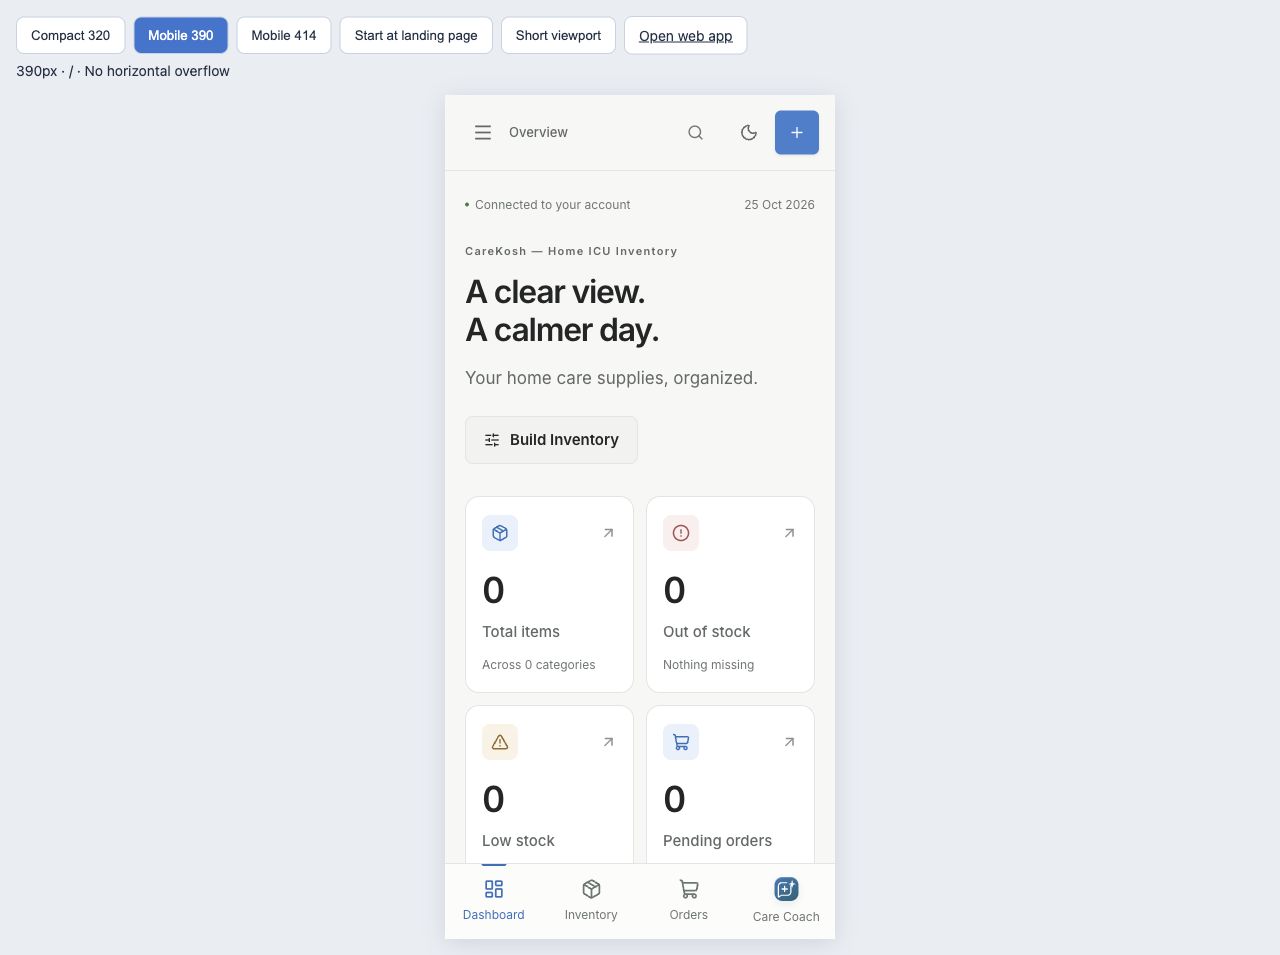 Compact 320
Mobile 390
Mobile 414
Start at landing page
Short viewport
Open web app
390px · / · No horizontal overflow
Overview
Connected to your account
25 Oct 2026
CareKosh — Home ICU Inventory
A clear view.
A calmer day.
Your home care supplies, organized.
Build Inventory
0
Total items
Across 0 categories
0
Out of stock
Nothing missing
0
Low stock
0
Pending orders
Dashboard
Inventory
Orders
Care Coach